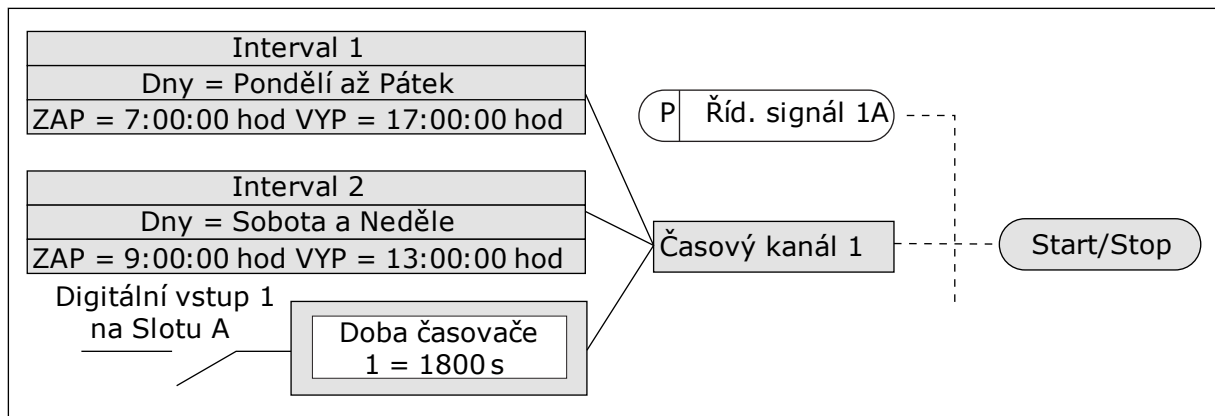 Interval 1
Dny = Pondělí až Pátek
ZAP = 7:00:00 hod VYP = 17:00:00 hod
P Říd. signál 1A
Interval 2
Dny = Sobota a Neděle
ZAP = 9:00:00 hod VYP = 13:00:00 hod
Časový kanál 1
Start/Stop
Digitální vstup 1
na Slotu A
Doba časovače
1 = 1800 s